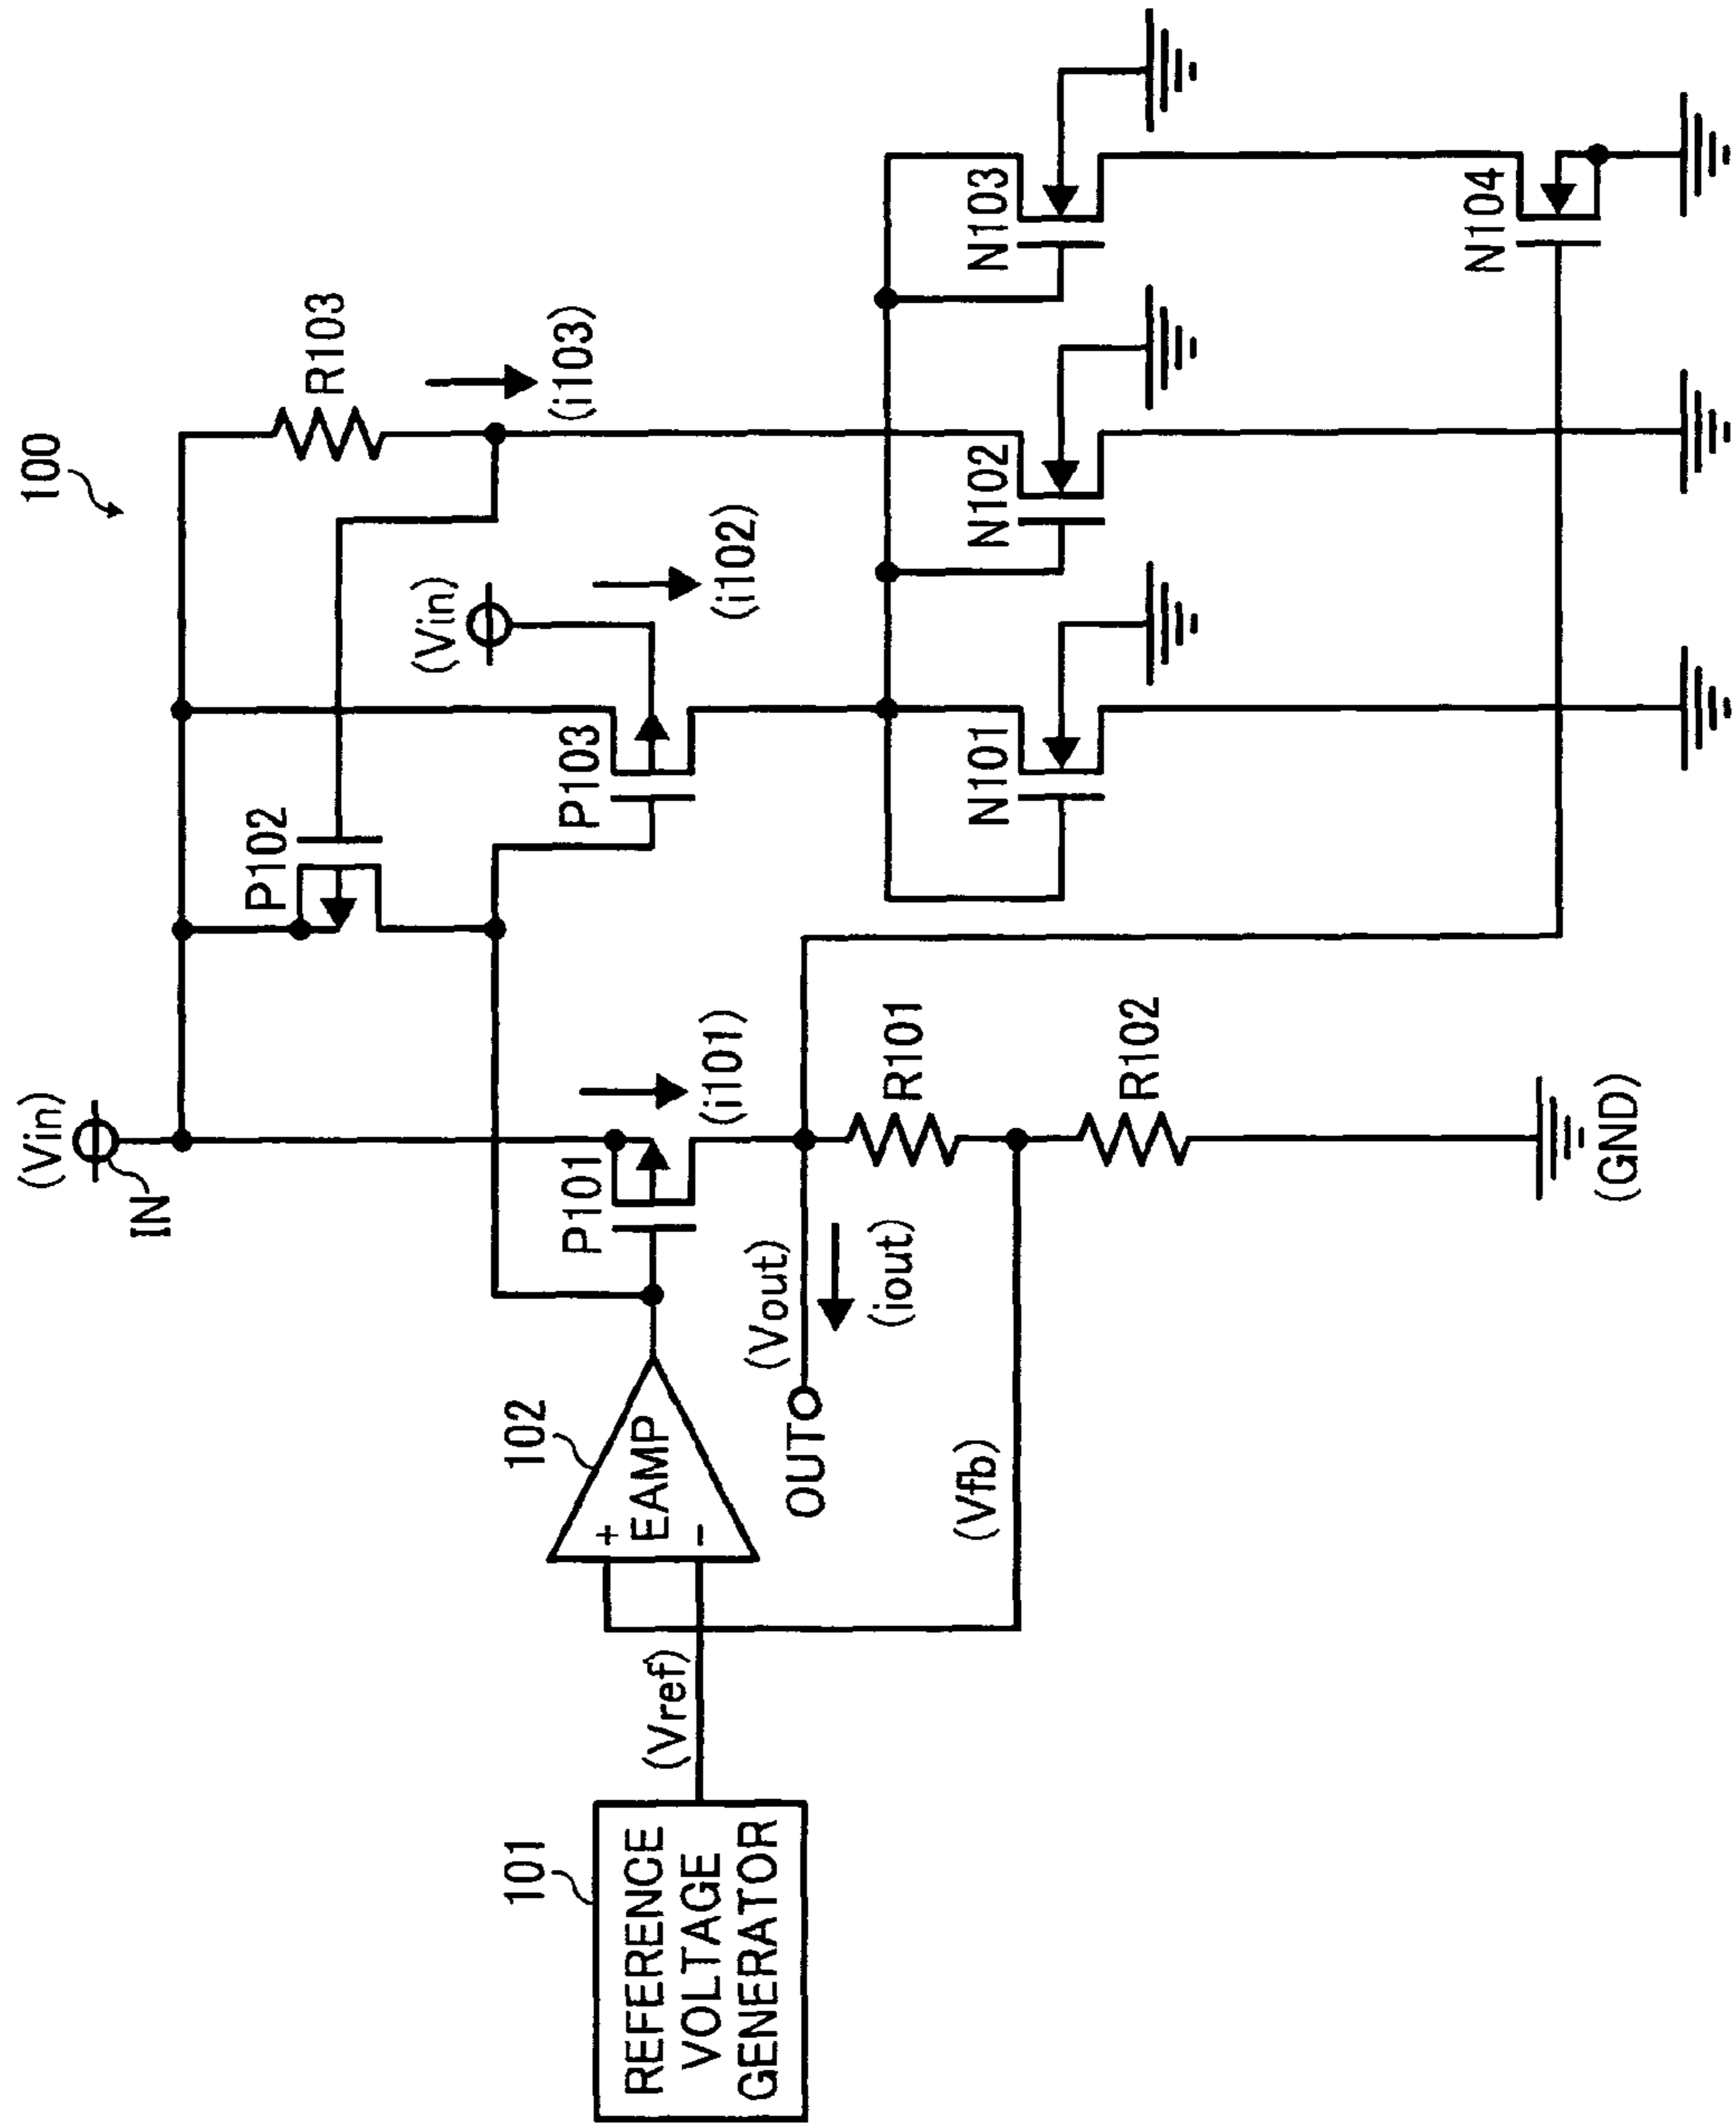 100
(Vin)
IN
P102
R103
(i103)
(Vin)
(i102)
P103
P101
(i101)
102
EAMP
+
-
101
REFERENCE
VOLTAGE
GENERATOR
(Vref)
(Vout)
OUT
(iout)
(Vfb)
R101
R102
(GND)
N101
N102
N103
N104